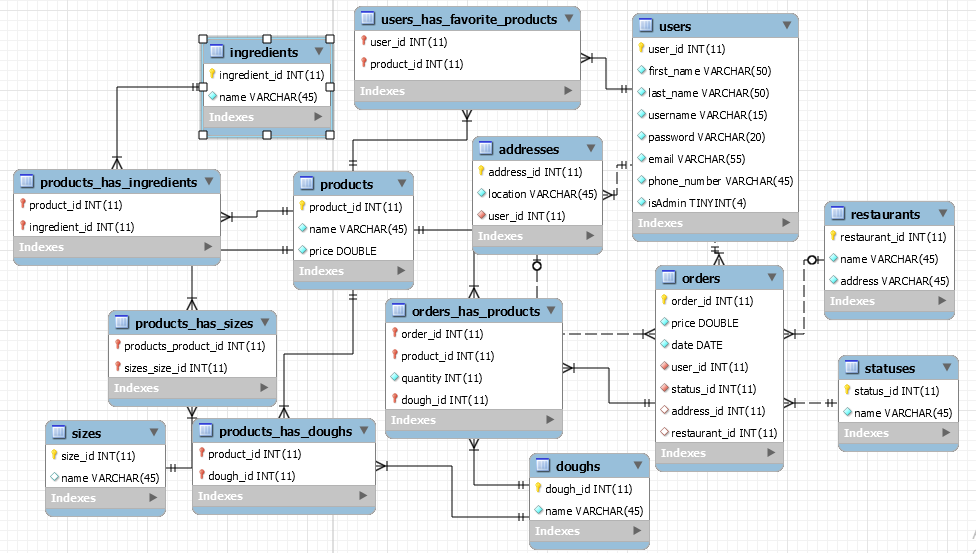 ingredients
ingredient_id INT(11)
name VARCHAR(45)
Indexes
users_has_favorite_products
user_id INT(11)
product_id INT(11)
Indexes
users
user_id INT(11)
first_name VARCHAR(50)
last_name VARCHAR(50)
username VARCHAR(15)
password VARCHAR(20)
email VARCHAR(55)
phone_number VARCHAR(45)
isAdmin TINYINT(4)
Indexes
products_has_ingredients
product_id INT(11)
ingredient_id INT(11)
Indexes
products
product_id INT(11)
name VARCHAR(45)
price DOUBLE
Indexes
addresses
address_id INT(11)
location VARCHAR(45)
user_id INT(11)
Indexes
restaurants
restaurant_id INT(11)
name VARCHAR(45)
address VARCHAR(45)
Indexes
products_has_sizes
products_product_id INT(11)
sizes_size_id INT(11)
Indexes
orders_has_products
order_id INT(11)
product_id INT(11)
quantity INT(11)
dough_id INT(11)
Indexes
orders
order_id INT(11)
price DOUBLE
date DATE
user_id INT(11)
status_id INT(11)
address_id INT(11)
restaurant_id INT(11)
Indexes
statuses
status_id INT(11)
name VARCHAR(45)
Indexes
sizes
size_id INT(11)
name VARCHAR(45)
Indexes
products_has_doughs
product_id INT(11)
dough_id INT(11)
Indexes
doughs
dough_id INT(11)
name VARCHAR(45)
Indexes